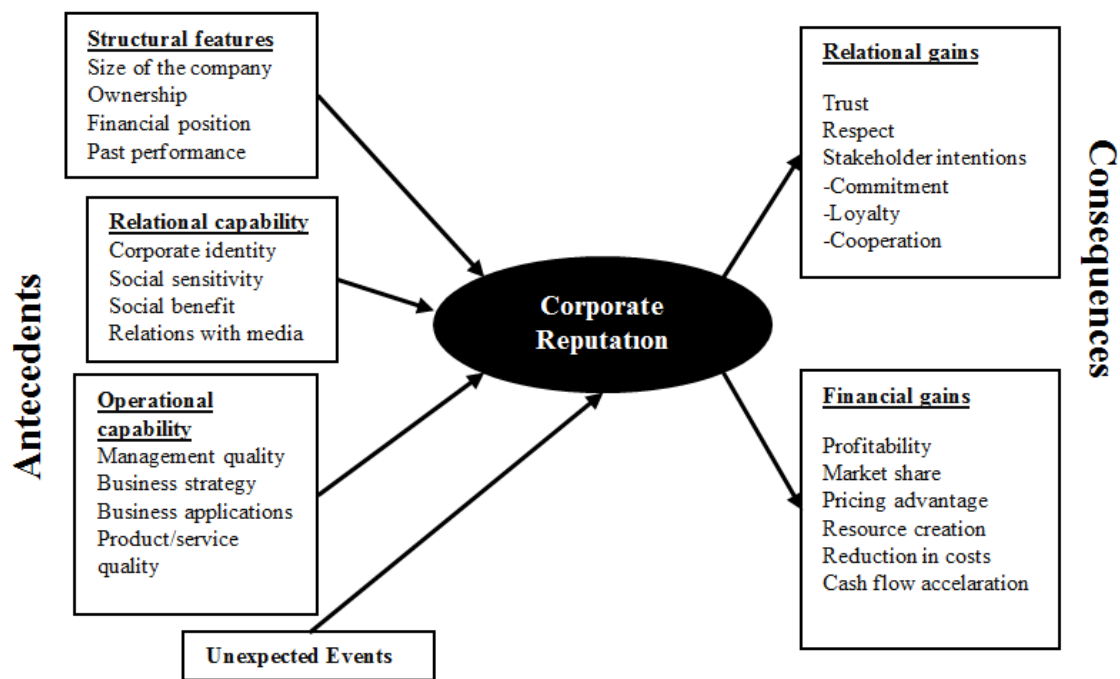 Antecedents
Structural features
Size of the company
Ownership
Financial position
Past performance
Relational capability
Corporate identity
Social sensitivity
Social benefit
Relations with media
Operational
capability
Management quality
Business strategy
Business applications
Product/service
quality
Unexpected Events
Corporate
Reputatıon
Relational gains
Trust
Respect
Stakeholder intentions
-Commitment
-Loyalty
-Cooperation
Financial gains
Profitability
Market share
Pricing advantage
Resource creation
Reduction in costs
Cash flow accelaration
Consequences